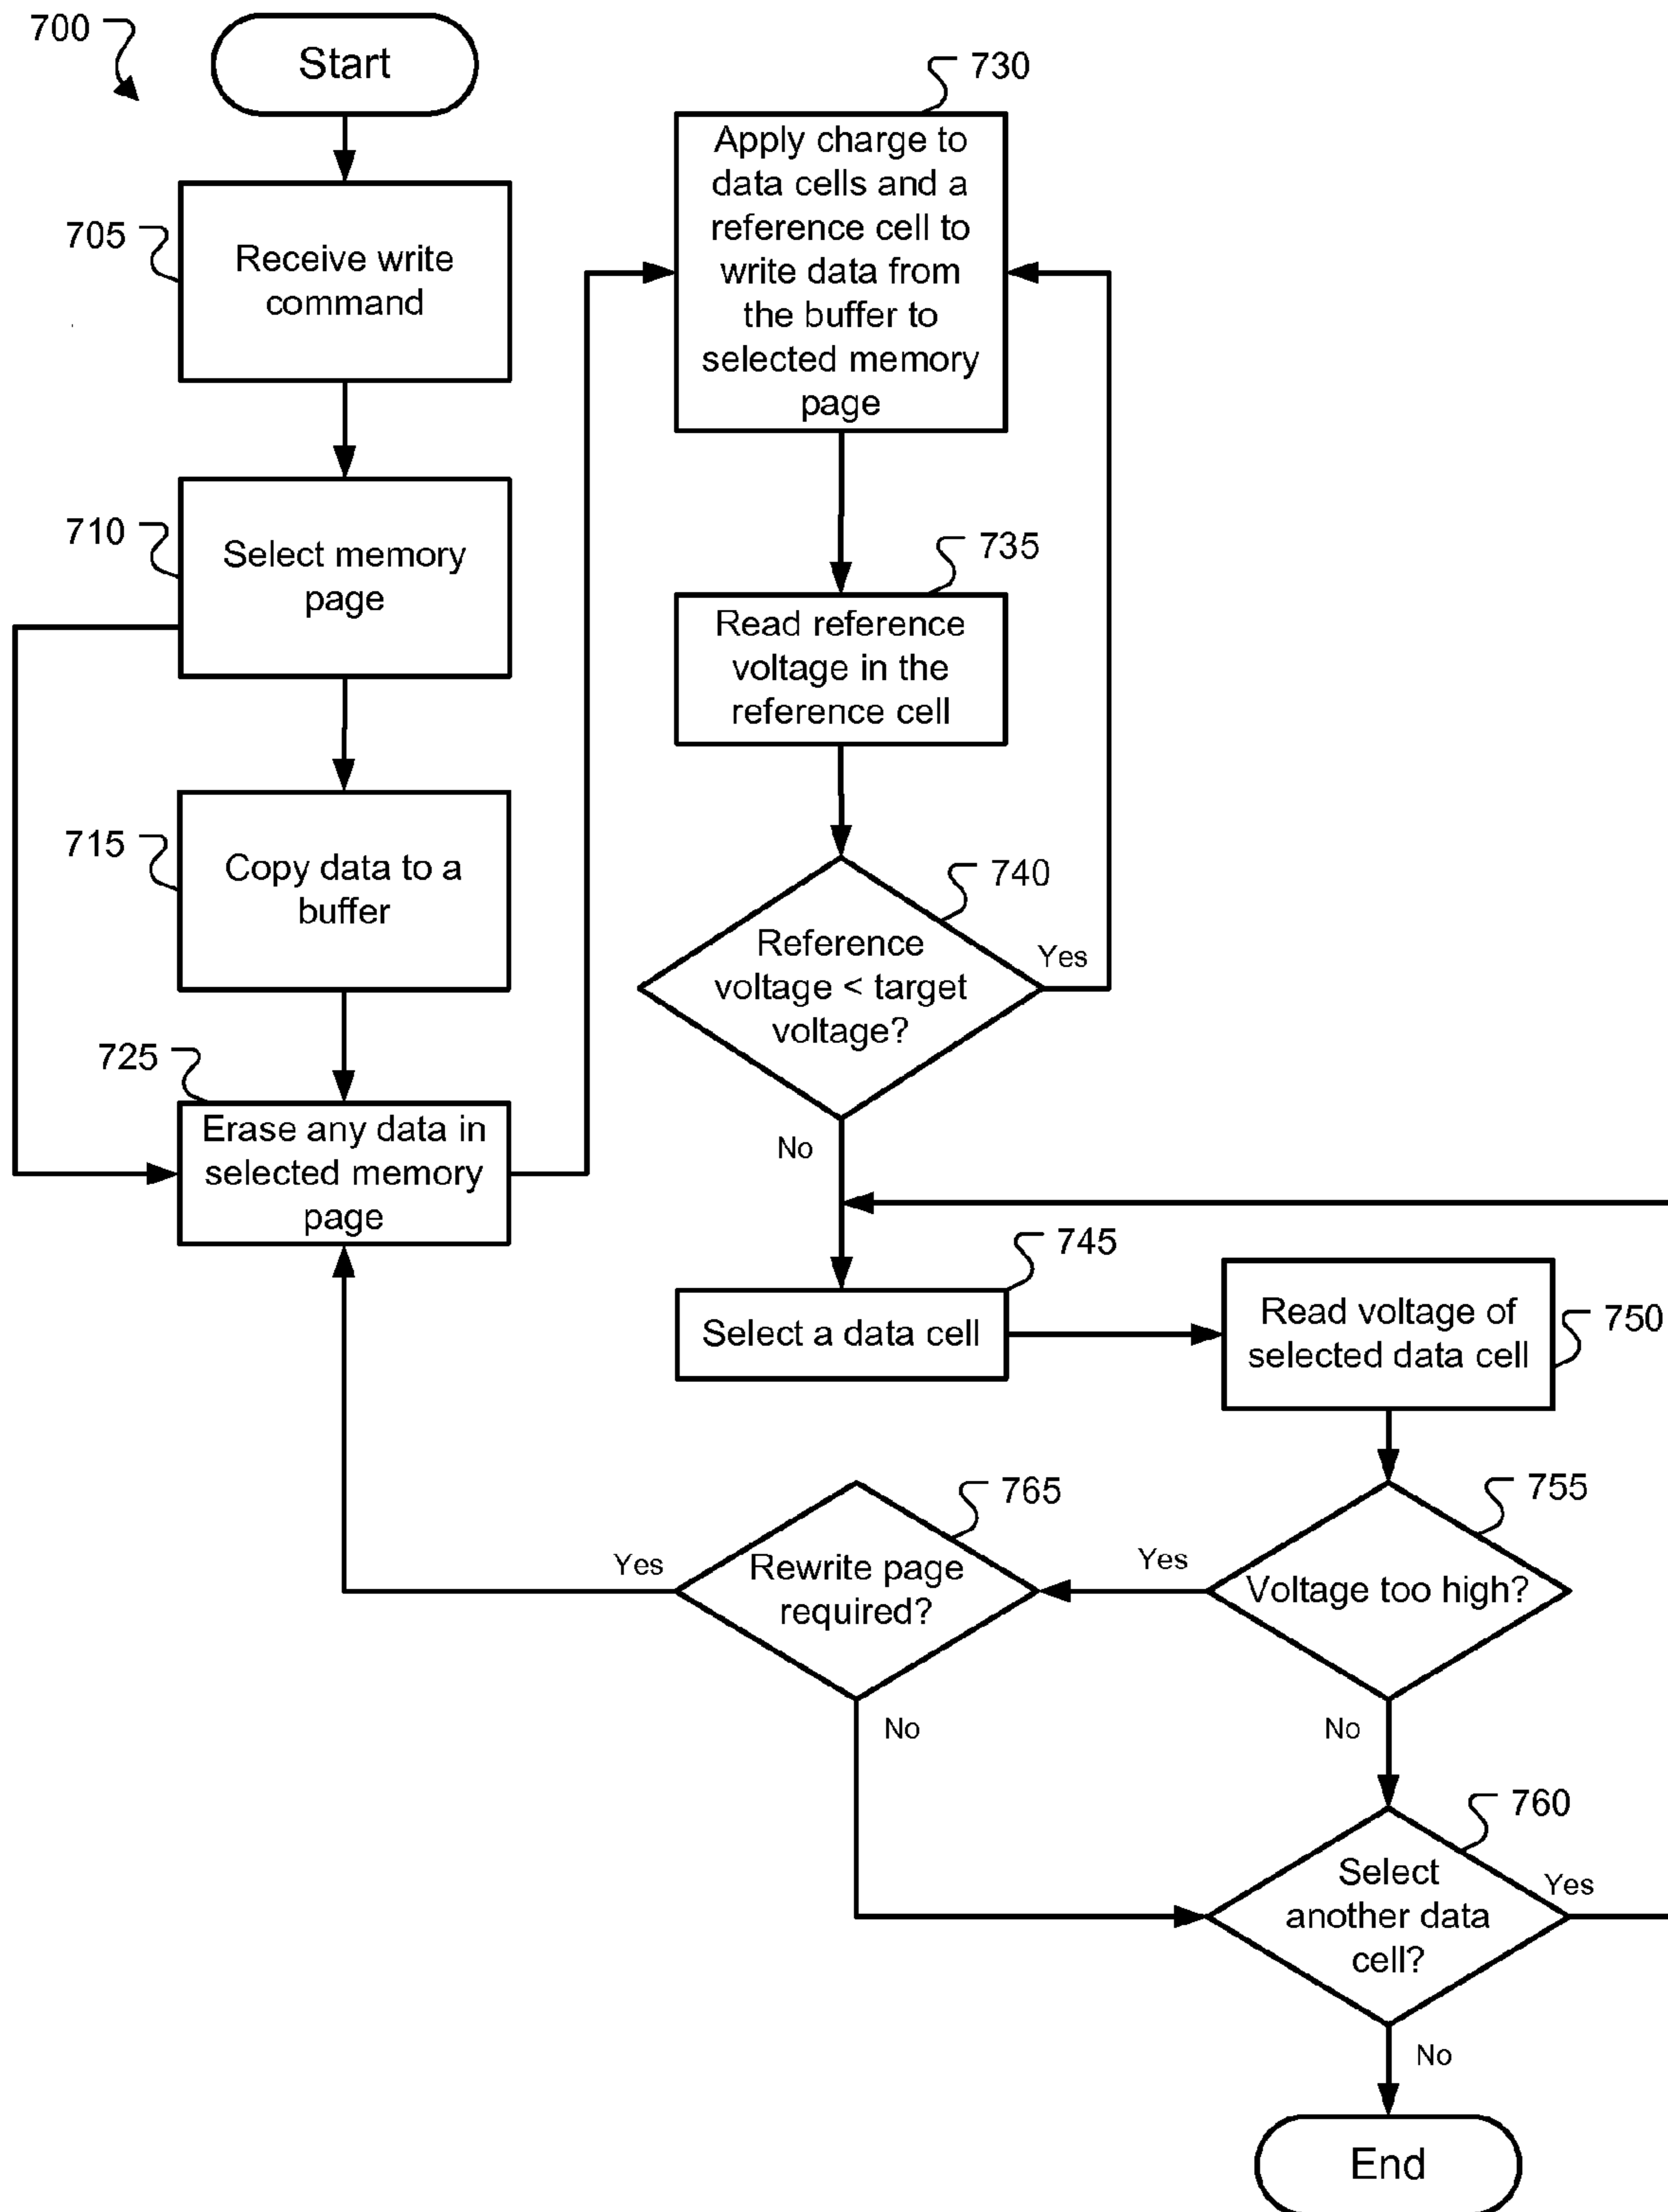 700
Start
705
Receive write
command
710
Select memory
page
715
Copy data to a
buffer
725
Erase any data in
selected memory
page
730
Apply charge to
data cells and a
reference cell to
write data from
the buffer to
selected memory
page
735
Read reference
voltage in the
reference cell
740
Reference
voltage < target
voltage?
Yes
No
745
Select a data cell
750
Read voltage of
selected data cell
755
Voltage too high?
Yes
No
765
Rewrite page
required?
Yes
No
760
Select
another data
cell?
Yes
No
End